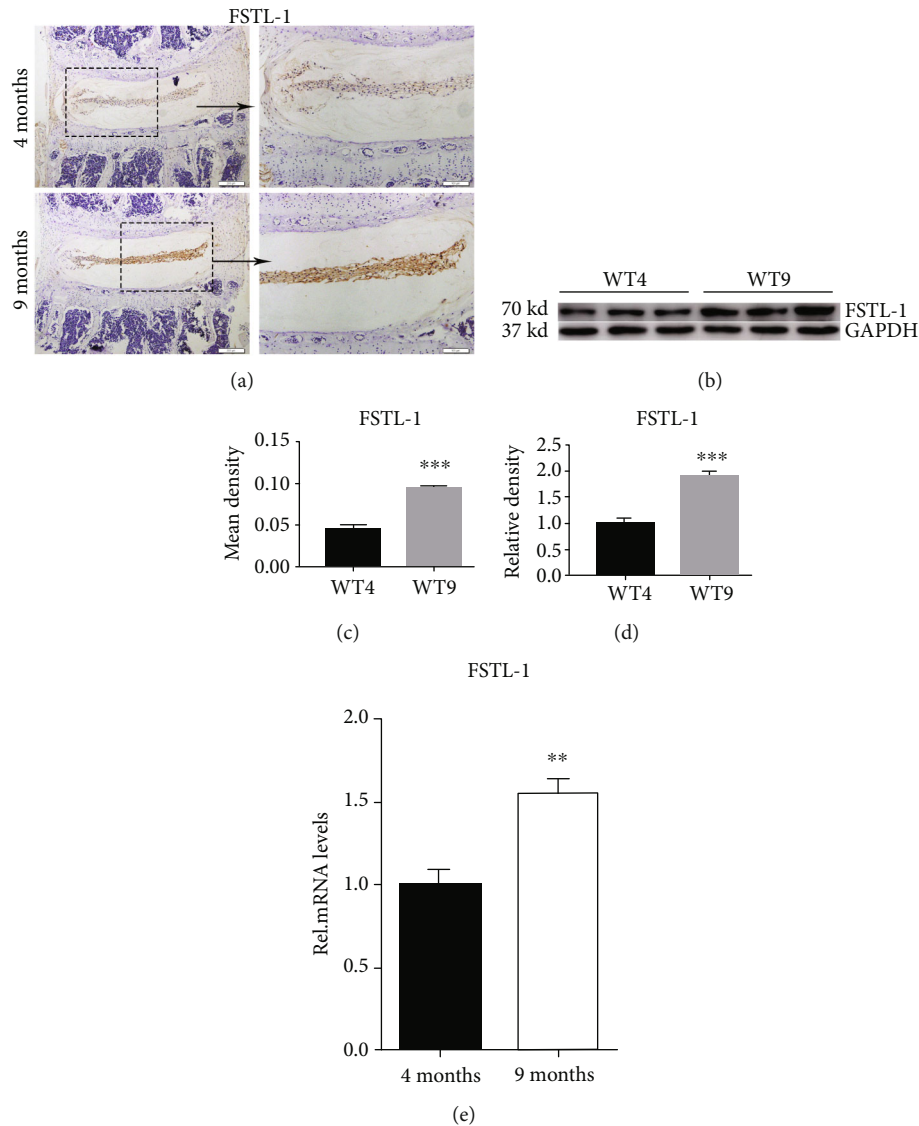 FSTL-1
4 months
9 months
(a)
WT4 WT9
70 kd FSTL-1
37 kd GAPDH
(b)
FSTL-1
Mean density
0.15
0.10
0.05
0.00
***
WT4 WT9
(c)
FSTL-1
Relative density
2.5
2.0
1.5
1.0
0.5
0.0
***
WT4 WT9
(d)
FSTL-1
Rel.mRNA levels
2.0
1.5
1.0
0.5
0.0
**
4 months 9 months
(e)